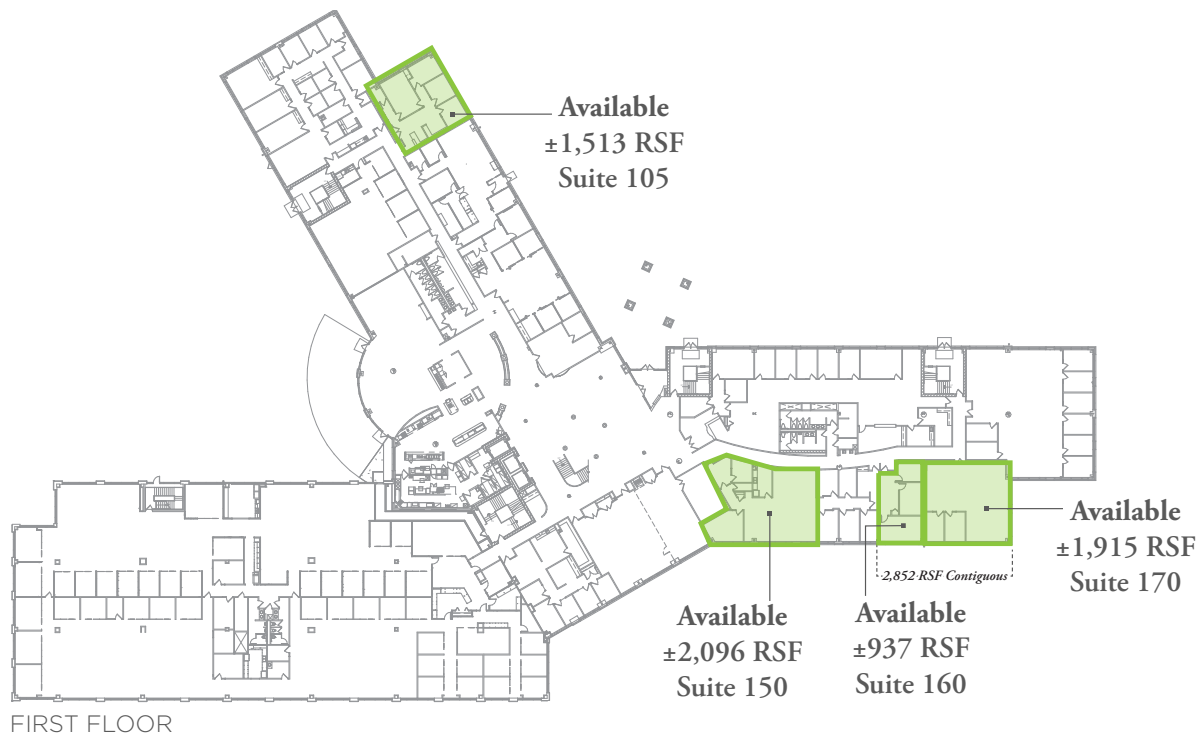 Available
±1,513 RSF
Suite 105
Available
±1,915 RSF
Suite 170
2,852 RSF Contiguous
Available
±2,096 RSF
Suite 150
Available
±937 RSF
Suite 160
FIRST FLOOR